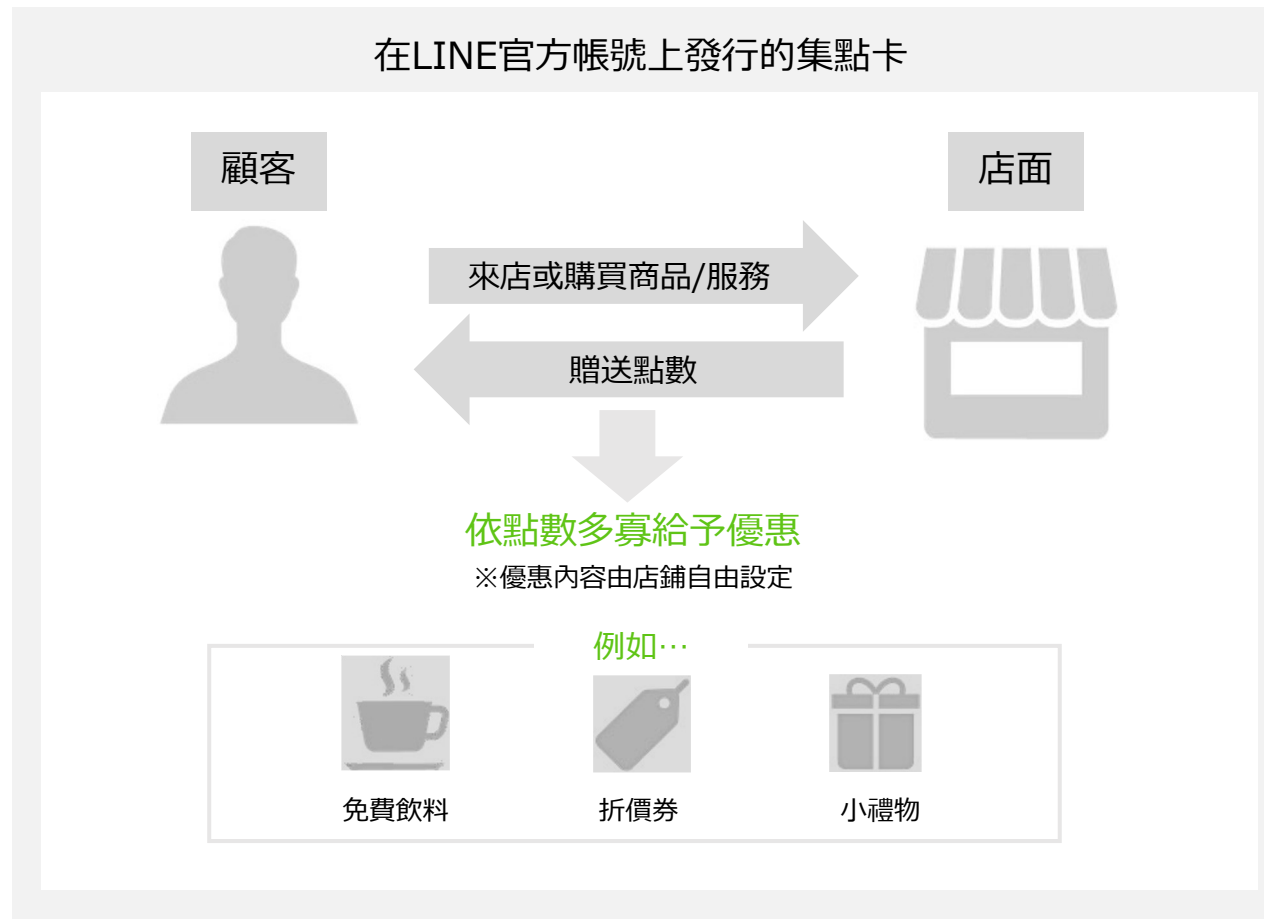 在LINE官方帳號上發行的集點卡
顧客
店面
來店或購買商品/服務
贈送點數
依點數多寡給予優惠
※優惠內容由店鋪自由設定
例如…
免費飲料
折價券
小禮物